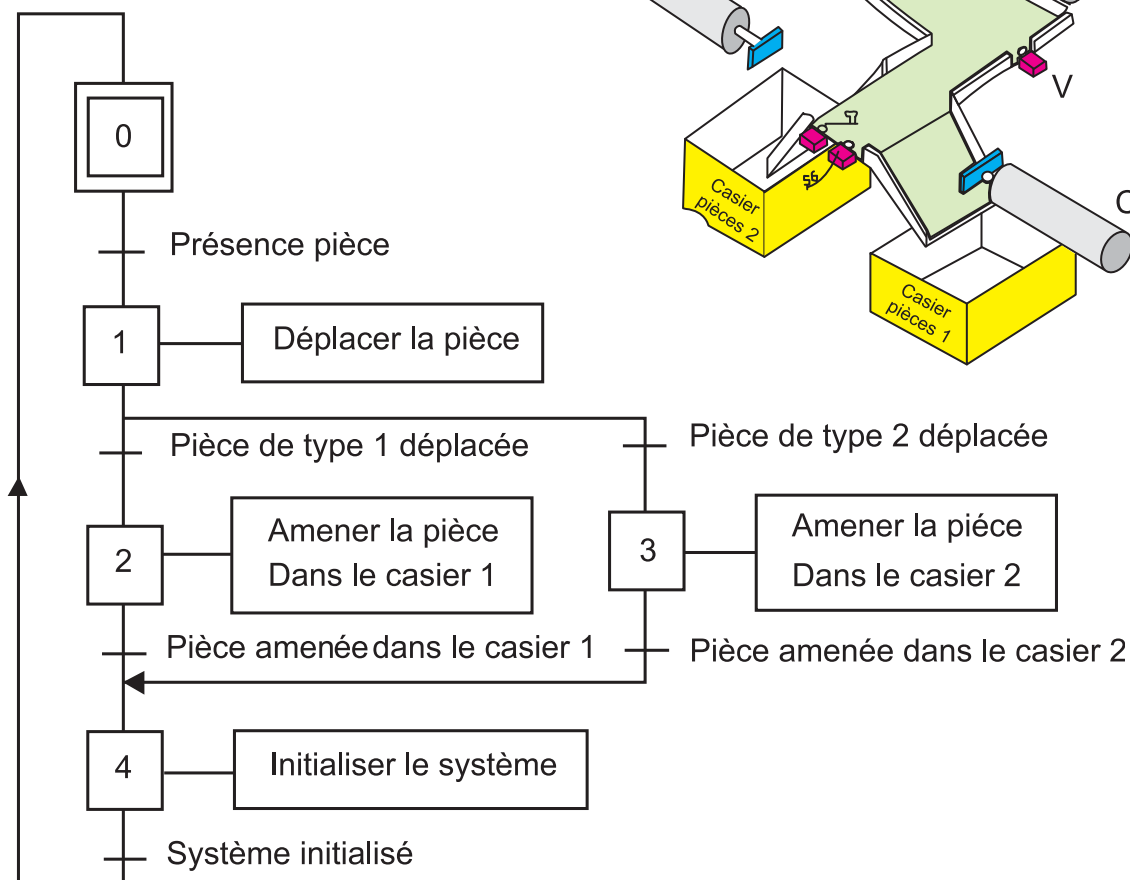 0
Présence pièce
1
Déplacer la pièce
Pièce de type 1 déplacée
Pièce de type 2 déplacée
2
Amener la pièce
Dans le casier 1
3
Amener la piéce
Dans le casier 2
Pièce amenée dans le casier 1
Pièce amenée dans le casier 2
4
Initialiser le système
Système initialisé
V
Casier
pièces 2
Casier
pièces 1